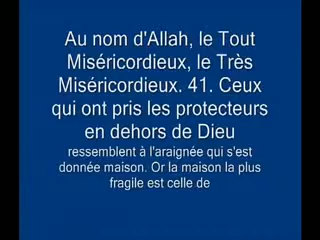 Au nom d'Allah, le Tout
Miséricordieux, le Très
Miséricordieux. 41. Ceux
qui ont pris les protecteurs
en dehors de Dieu
ressemblent à l'araignée qui s'est
donnée maison. Or la maison la plus
fragile est celle de